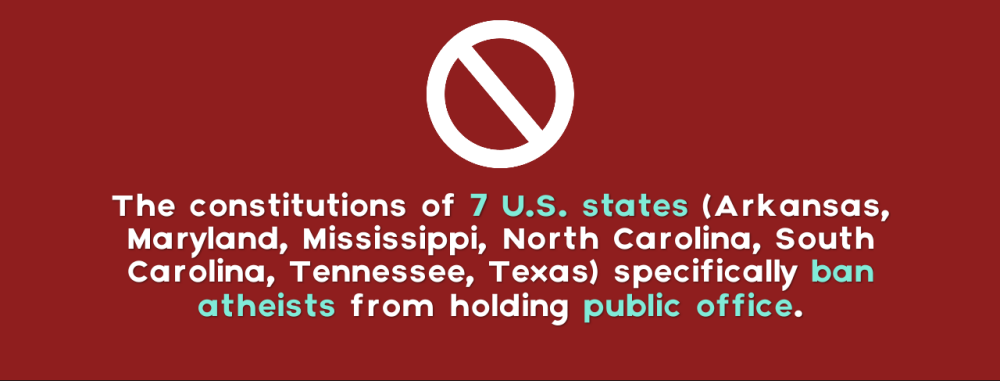 The constitutions of 7 U.S. states (Arkansas,
Maryland, Mississippi, North Carolina, South
Carolina, Tennessee, Texas) specifically ban
atheists from holding public office.